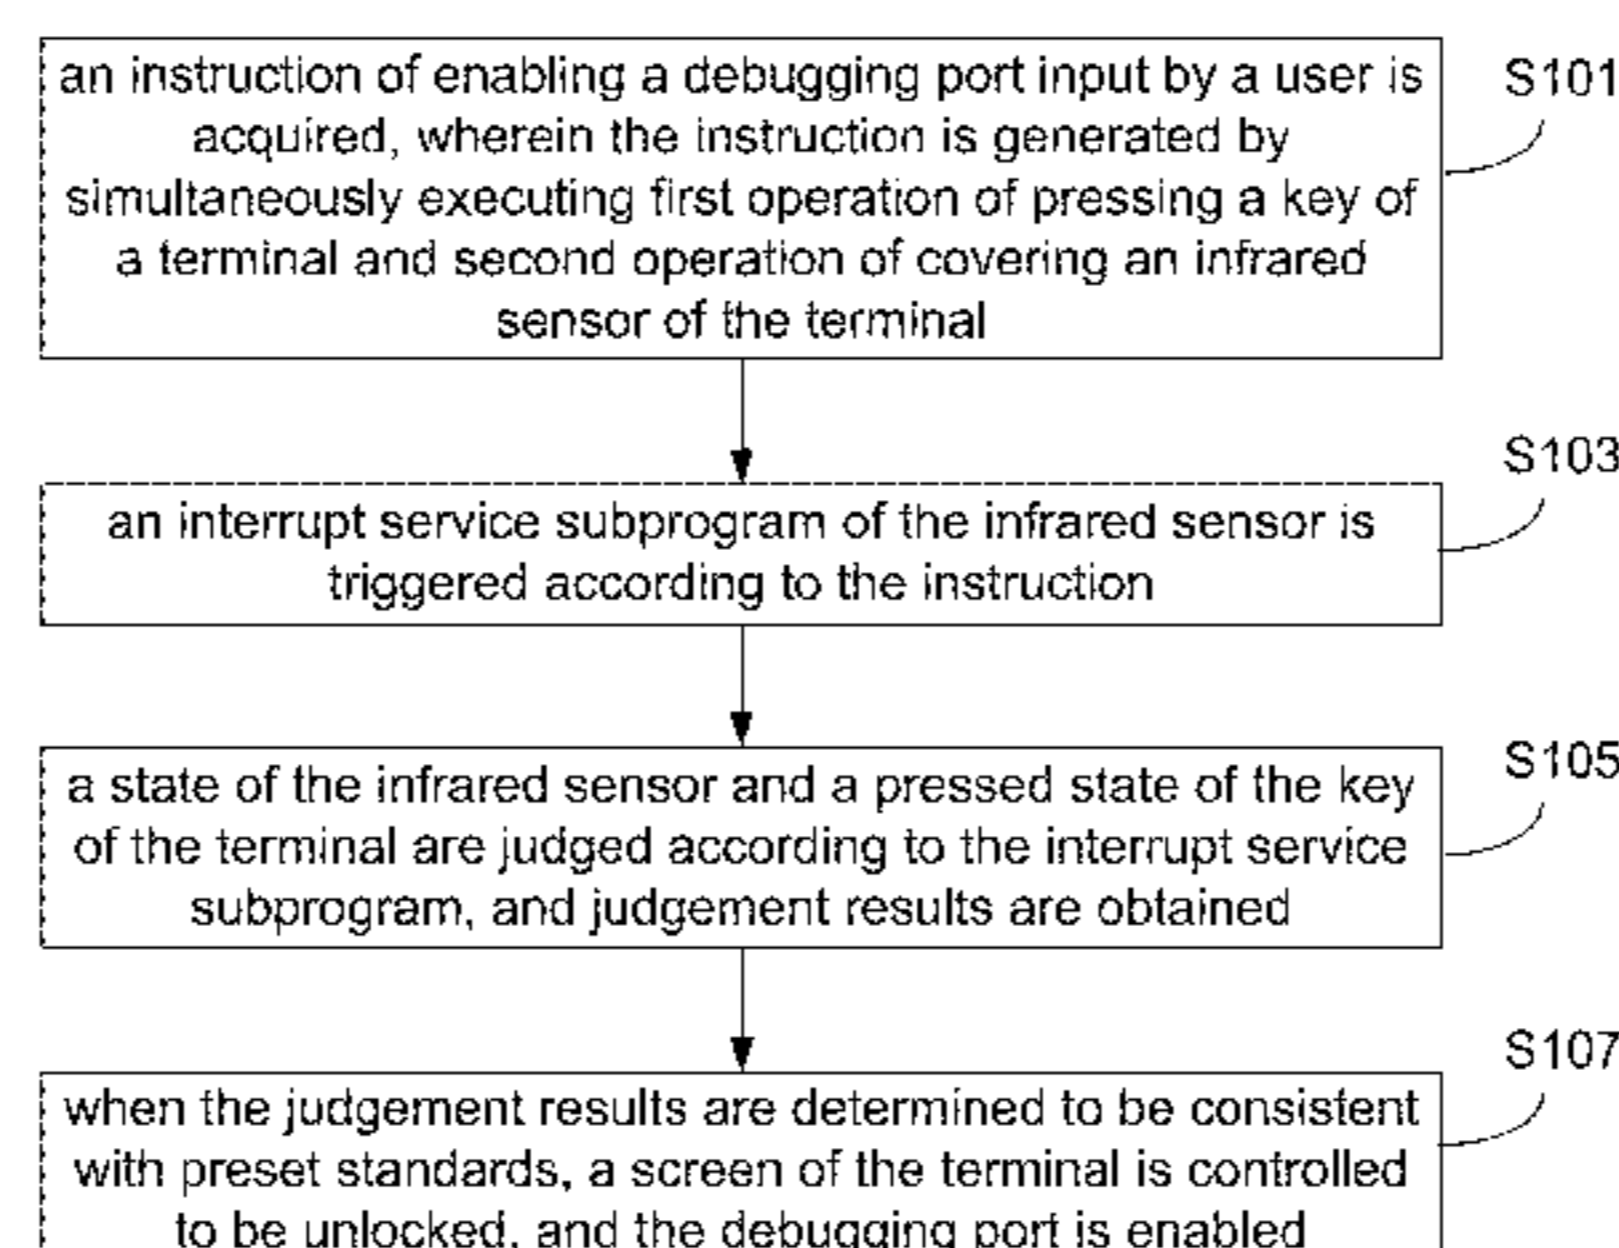 an instruction of enabling a debugging port input by a user is
acquired, wherein the instruction is generated by
simultaneously executing first operation of pressing a key of
a terminal and second operation of covering an infrared
sensor of the terminal
S101
an interrupt service subprogram of the infrared sensor is
triggered according to the instruction
S103
a state of the infrared sensor and a pressed state of the key
of the terminal are judged according to the interrupt service
subprogram, and judgement results are obtained
S105
when the judgement results are determined to be consistent
with preset standards, a screen of the terminal is controlled
to be unlocked, and the debugging port is enabled
S107